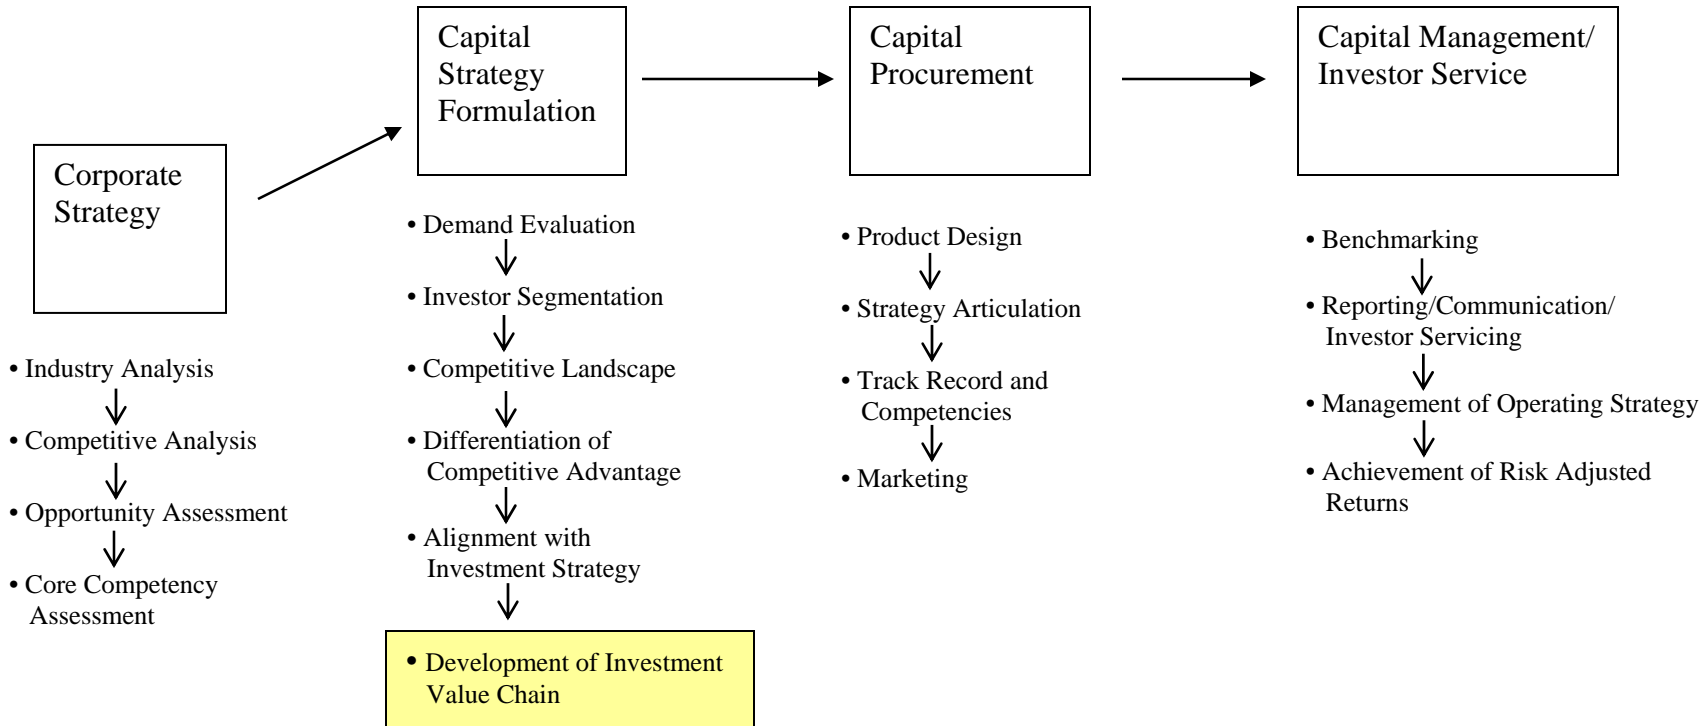 Corporate
Strategy
• Industry Analysis
• Competitive Analysis
• Opportunity Assessment
• Core Competency
Assessment
Capital
Strategy
Formulation
• Demand Evaluation
• Investor Segmentation
• Competitive Landscape
• Differentiation of
Competitive Advantage
• Alignment with
Investment Strategy
• Development of Investment
Value Chain
Capital
Procurement
• Product Design
• Strategy Articulation
• Track Record and
Competencies
• Marketing
Capital Management/
Investor Service
• Benchmarking
• Reporting/Communication/
Investor Servicing
• Management of Operating Strategy
• Achievement of Risk Adjusted
Returns